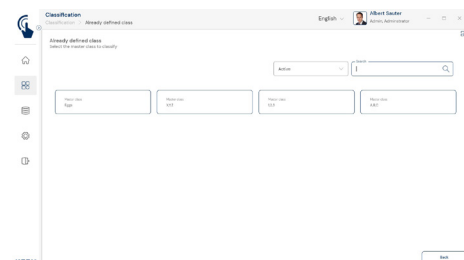 Classification
Classification > Already defined class
English
Albert Sauter
Admin, Administrator
Already defined class
Select the master class to classify
Active
Search
Master class
Master class
XYZ
Master class
Master class
Back